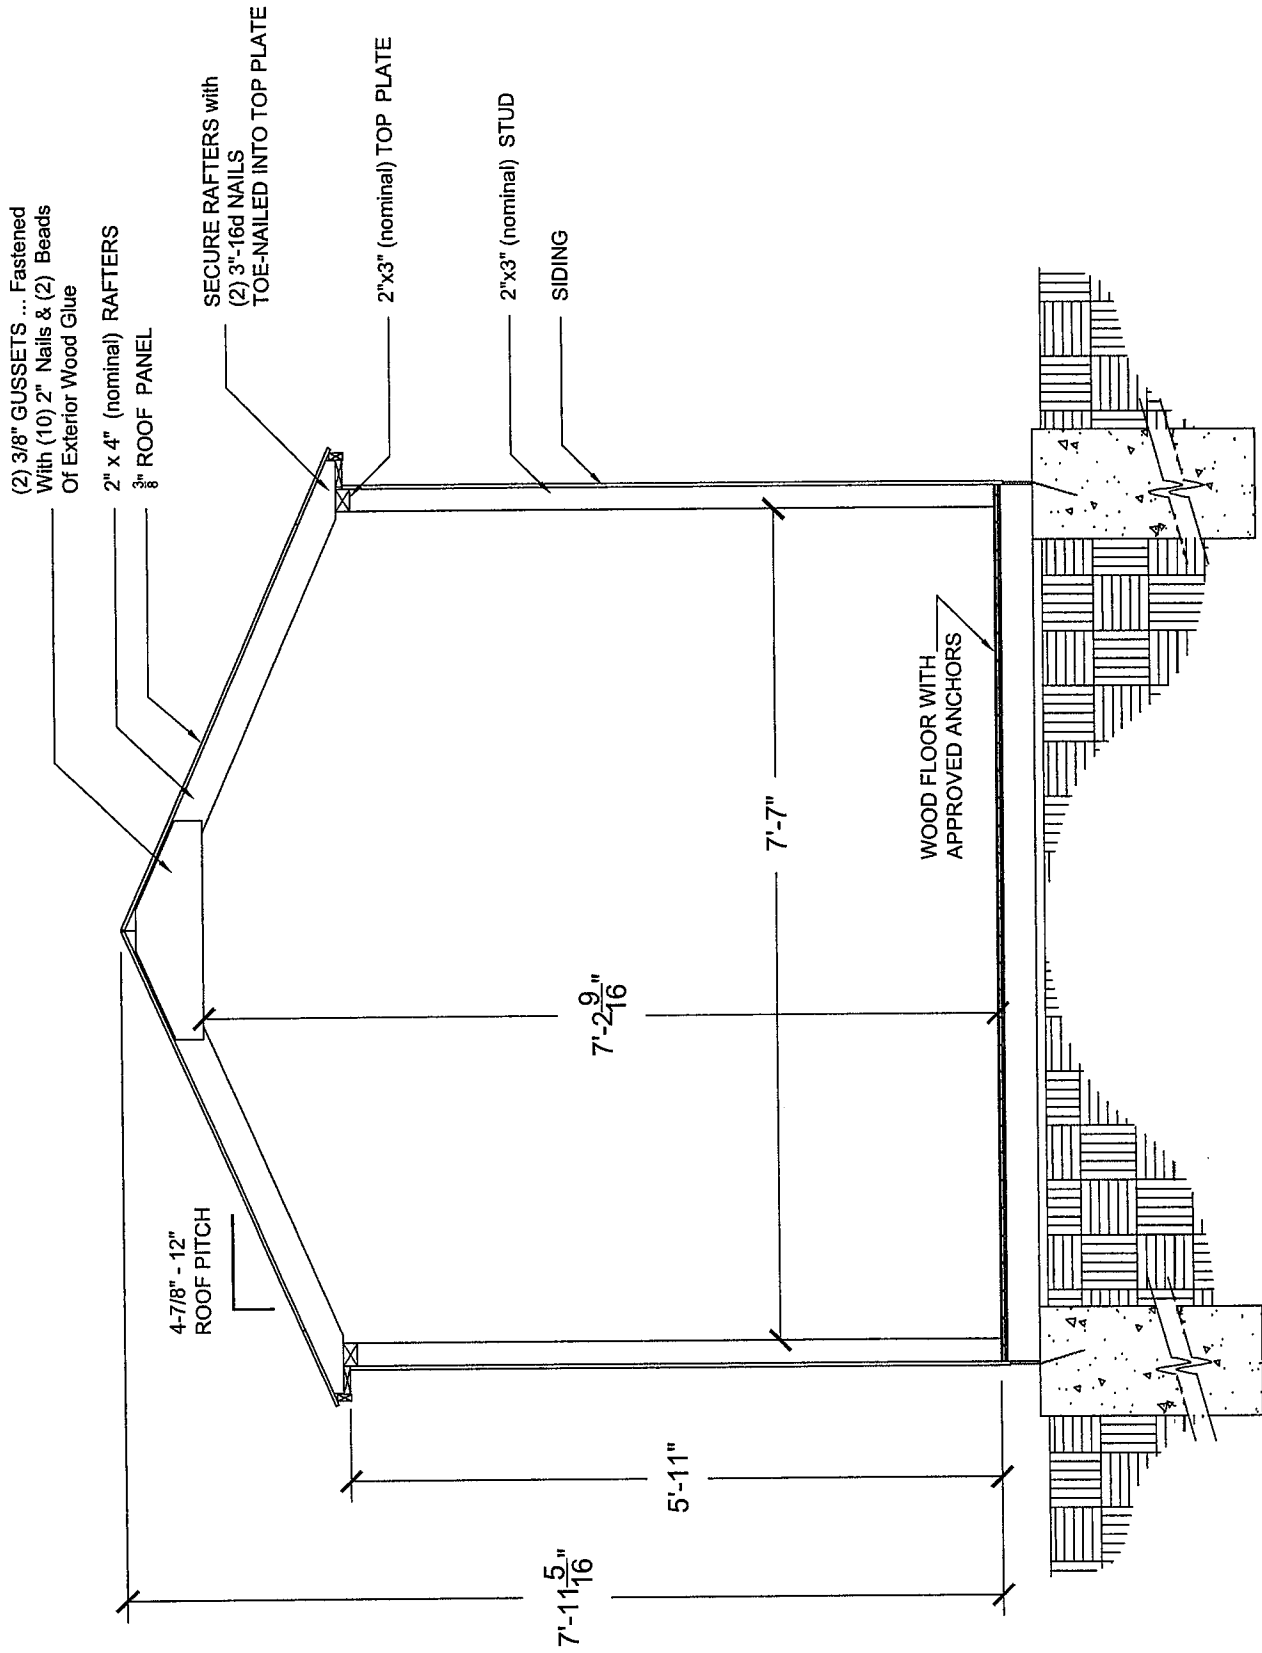 (2) 3/8" GUSSETS ... Fastened
With (10) 2" Nails & (2) Beads
Of Exterior Wood Glue
2" x 4" (nominal) RAFTERS
3/8" ROOF PANEL
SECURE RAFTERS with
(2) 3"-16d NAILS
TOE-NAILED INTO TOP PLATE
2"x3" (nominal) TOP PLATE
2"x3" (nominal) STUD
SIDING
4-7/8" - 12"
ROOF PITCH
7'-2 9/16"
7'-7"
WOOD FLOOR WITH
APPROVED ANCHORS
5'-11"
7'-11 5/16"